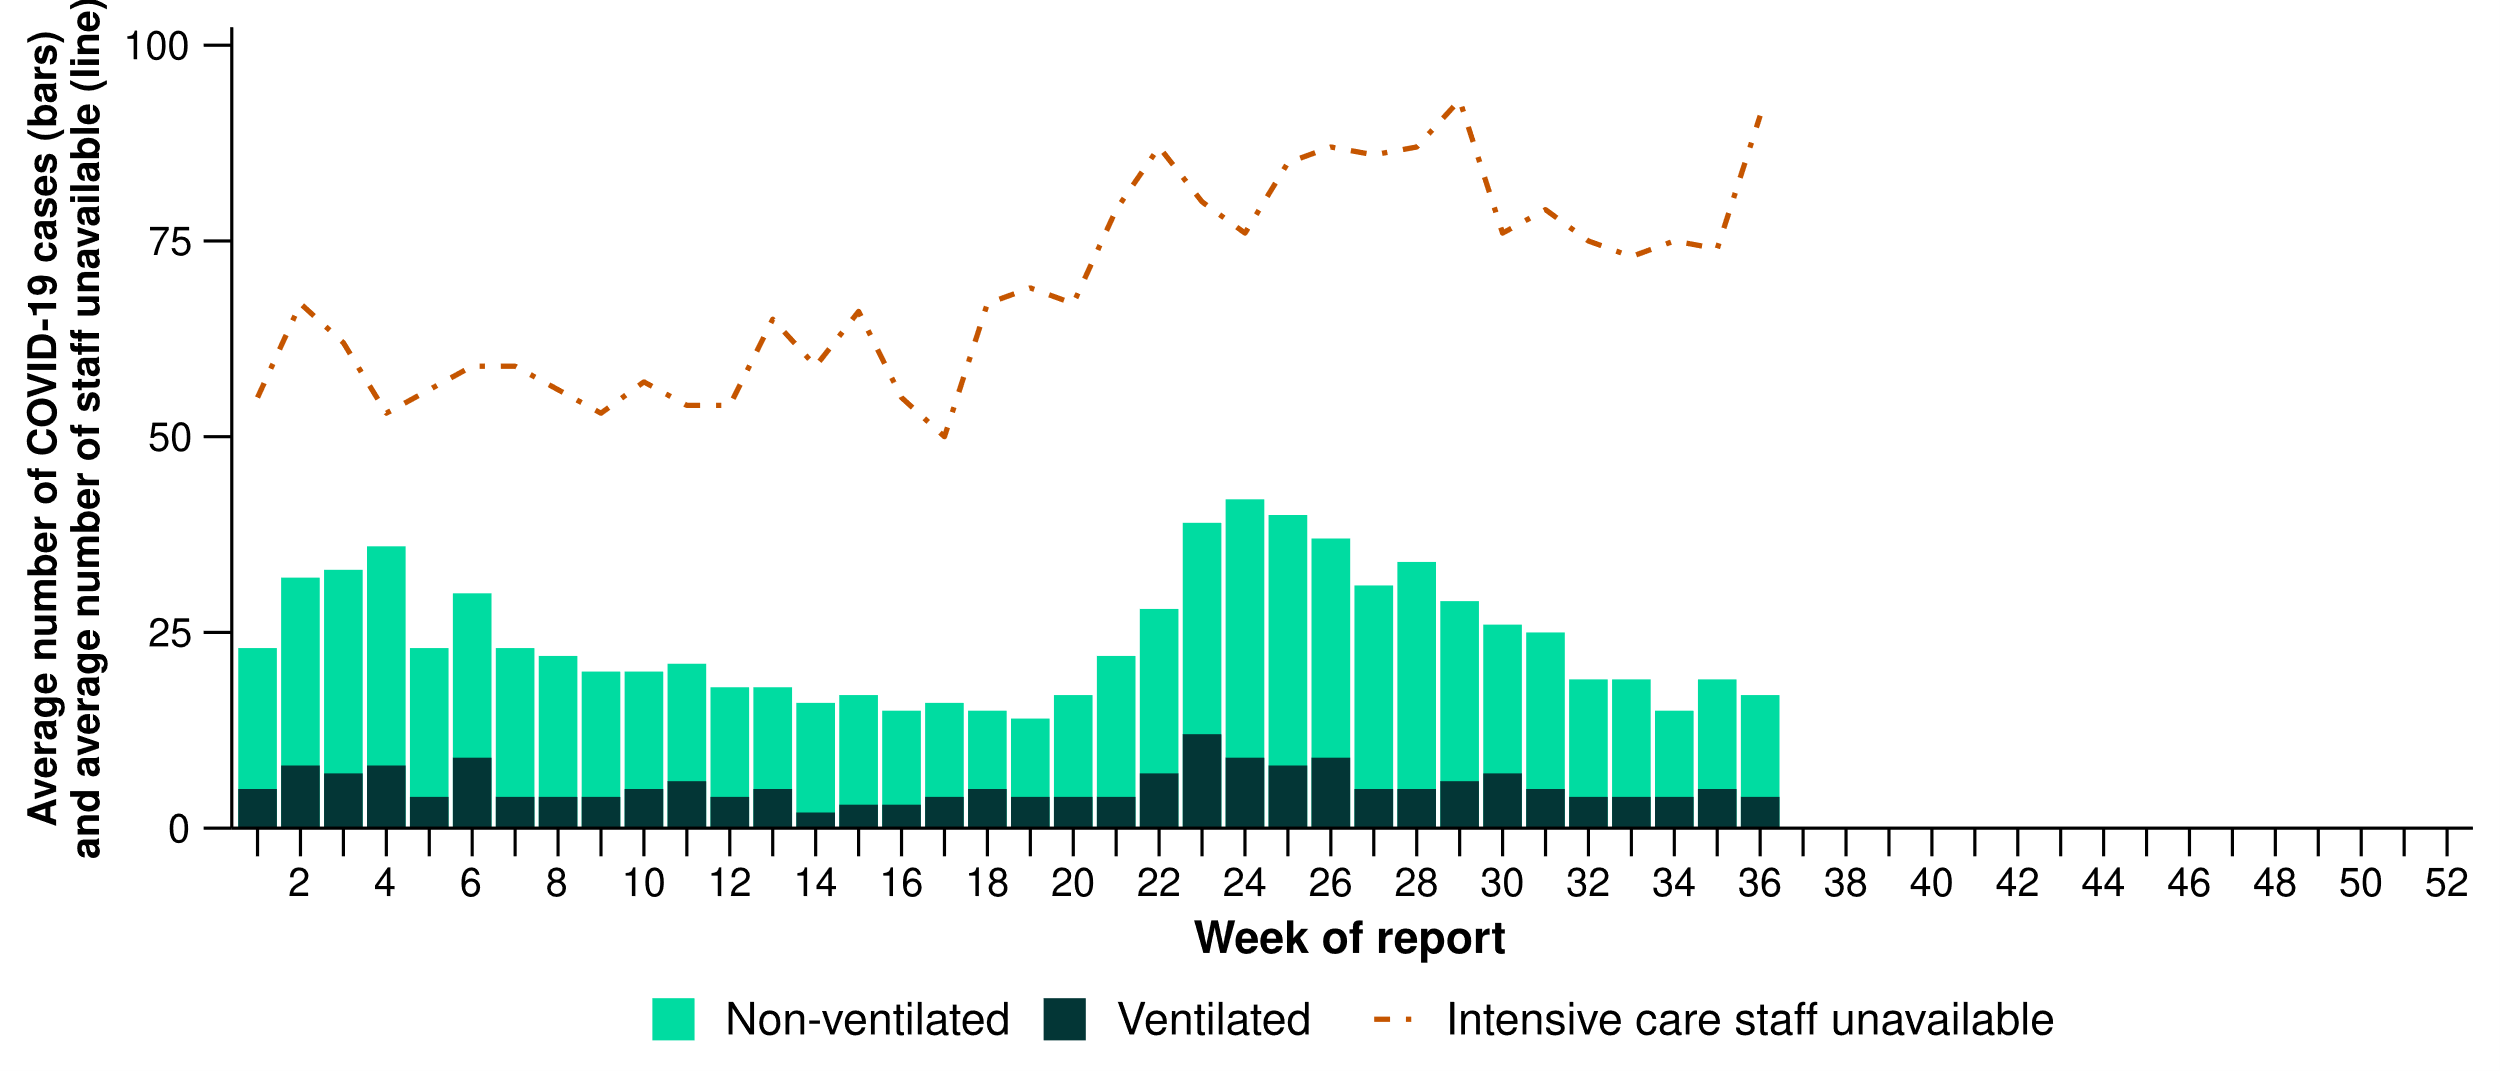 Average number of COVID-19 cases (bars)
and average number of staff unavailable (line)
100
75
50
25
0
2 4 6 8 10 12 14 16 18 20 22 24 26 28 30 32 34 36 38 40 42 44 46 48 50 52
Week of report
Non-ventilated Ventilated Intensive care staff unavailable